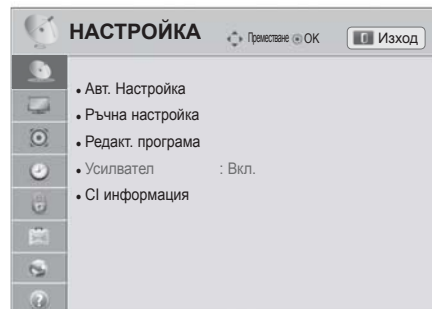 НАСТРОЙКА Преместване OK Изход
Авт. Настройка
Ръчна настройка
Редакт. програма
Усилвател : Вкл.
CI информация